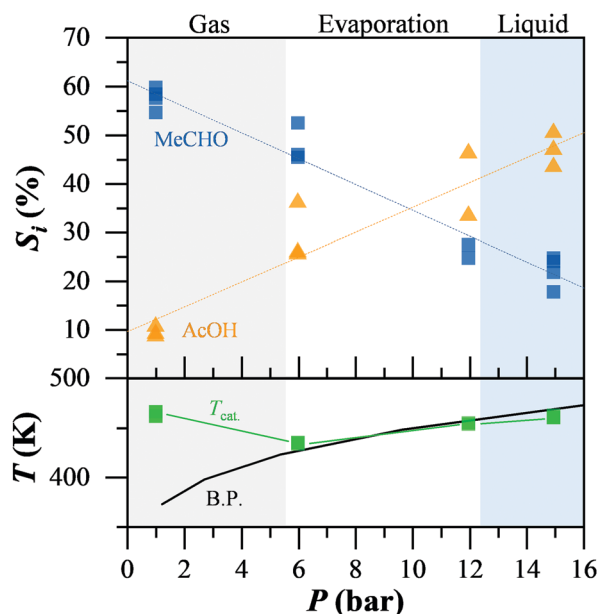 Gas Evaporation Liquid
70
60
50
40
30
20
10
S_i (%)
MeCHO
AcOH
500
400
T (K)
T_cat.
B.P.
0 2 4 6 8 10 12 14 16
P (bar)